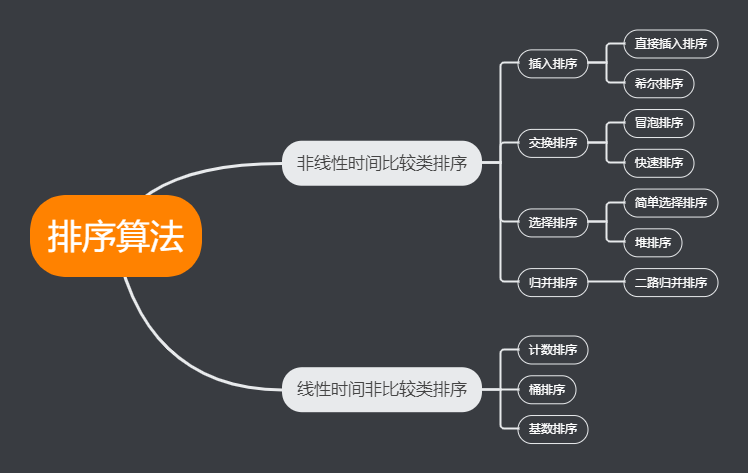 排序算法
非线性时间比较类排序
插入排序
直接插入排序
希尔排序
交换排序
冒泡排序
快速排序
选择排序
简单选择排序
堆排序
归并排序
二路归并排序
线性时间非比较类排序
计数排序
桶排序
基数排序